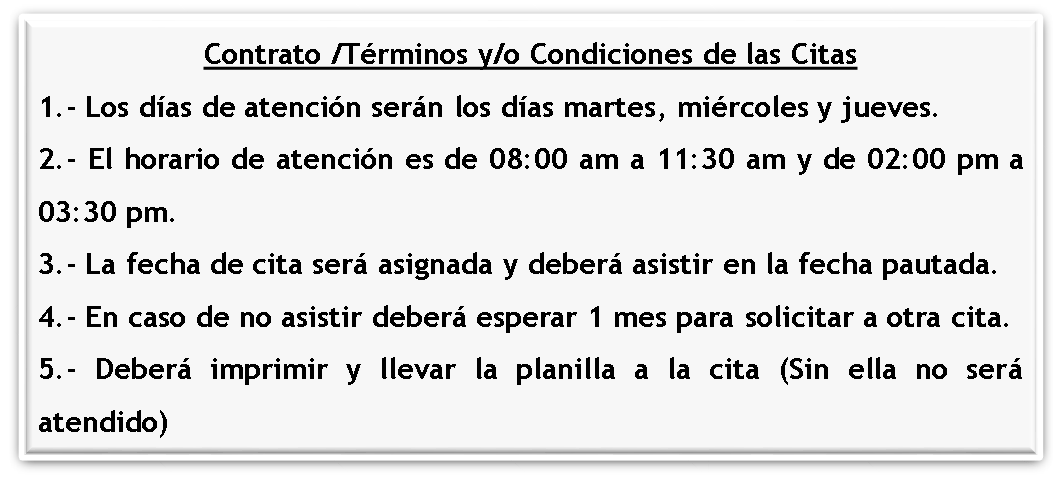 Contrato /Términos y/o Condiciones de las Citas
1.- Los días de atención serán los días martes, miércoles y jueves.
2.- El horario de atención es de 08:00 am a 11:30 am y de 02:00 pm a
03:30 pm.
3.- La fecha de cita será asignada y deberá asistir en la fecha pautada.
4.- En caso de no asistir deberá esperar 1 mes para solicitar a otra cita.
5.- Deberá imprimir y llevar la planilla a la cita (Sin ella no será
atendido)